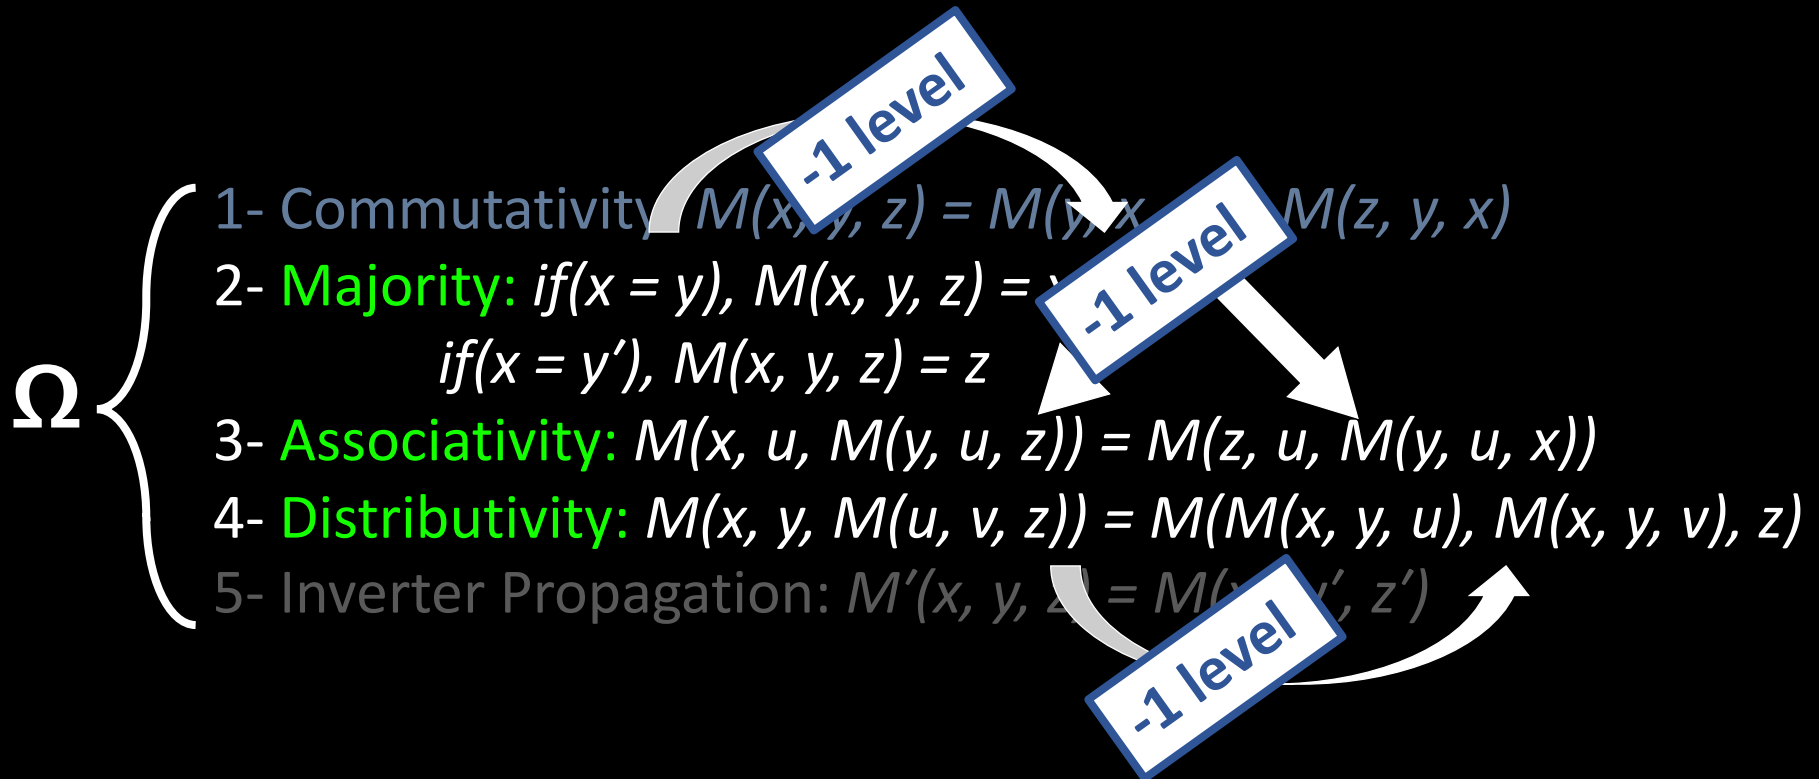 -1 level
1- Commutativity M(x, y, z) = M(y, x M(z, y, x)
-1 level
2- Majority: if(x = y), M(x, y, z) =
if(x = y′), M(x, y, z) = z
Ω
3- Associativity: M(x, u, M(y, u, z)) = M(z, u, M(y, u, x))
4- Distributivity: M(x, y, M(u, v, z)) = M(M(x, y, u), M(x, y, v), z)
5- Inverter Propagation: M′(x, y, z) = M( y′, z′)
-1 level